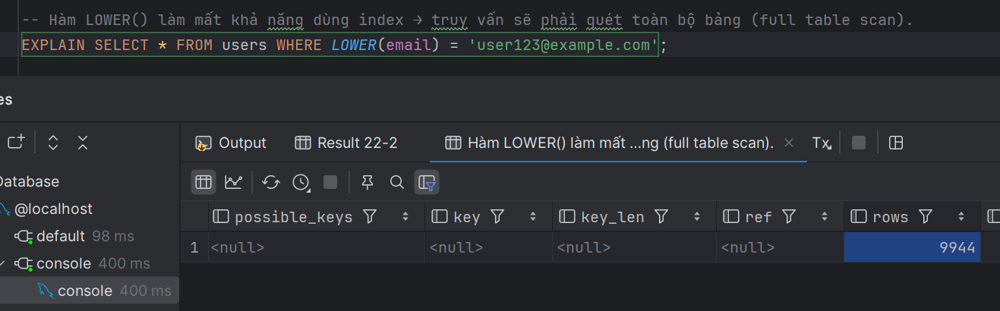 -- Hàm LOWER() làm mất khả năng dùng index → truy vấn sẽ phải quét toàn bộ bảng (full table scan).
EXPLAIN SELECT * FROM users WHERE LOWER(email) = 'user123@example.com';
es
Output Result 22-2 Hàm LOWER() làm mất ...ng (full table scan). Tx
Database
@localhost
default 98 ms
console 400 ms
console 400 ms
possible_keys key key_len ref rows
1 <null> <null> <null> <null> 9944